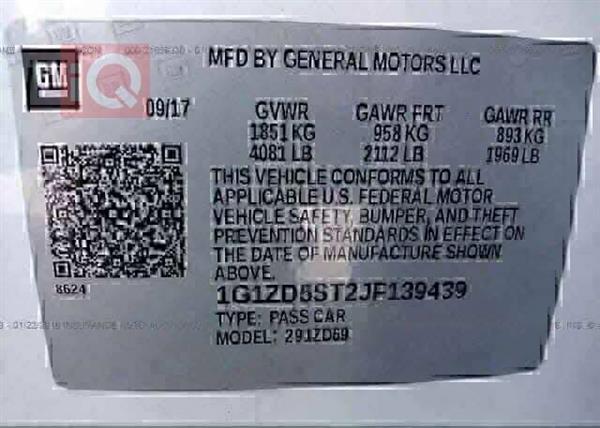 GM
MFD BY GENERAL MOTORS LLC
09/17 GVWR GAWR FRT GAWR RR
1851 KG 958 KG 893 KG
4081 LB 2112 LB 1969 LB
THIS VEHICLE CONFORMS TO ALL
APPLICABLE U.S. FEDERAL MOTOR
VEHICLE SAFETY, BUMPER, AND THEFT
PREVENTION STANDARDS IN EFFECT ON
THE DATE OF MANUFACTURE SHOWN
ABOVE.
8624
1G1ZD5ST2JF139439
TYPE: PASS CAR
MODEL: 291ZD69